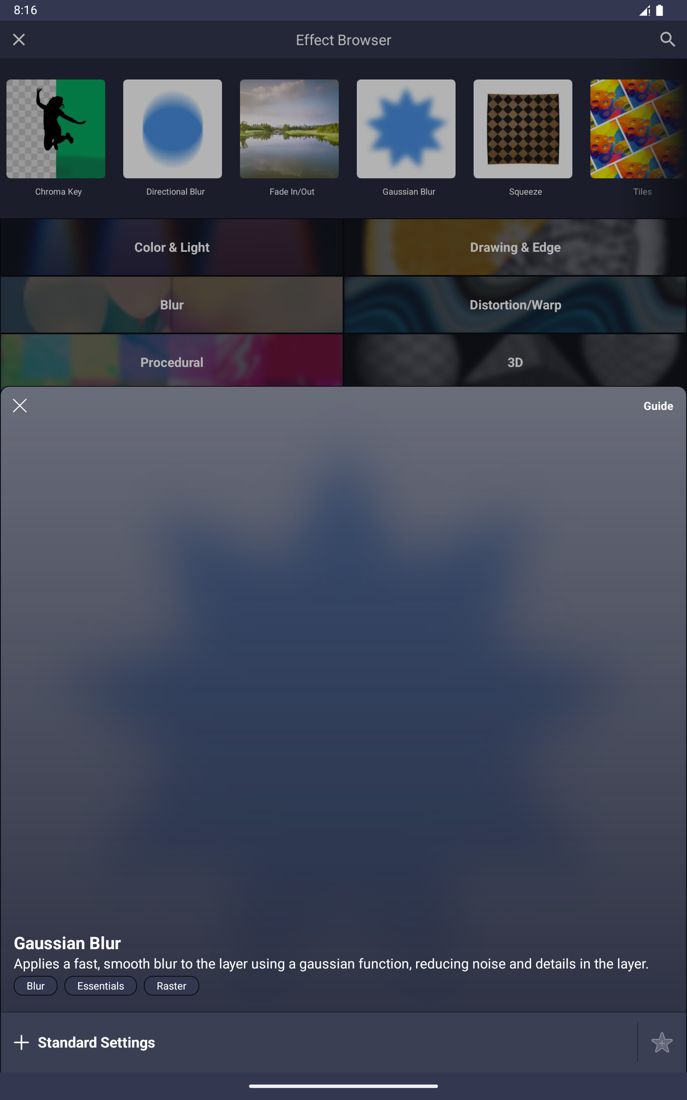 8:16
Effect Browser
Chroma Key
Directional Blur
Fade In/Out
Gaussian Blur
Squeeze
Tiles
Color & Light
Drawing & Edge
Blur
Distortion/Warp
Procedural
3D
Guide
Gaussian Blur
Applies a fast, smooth blur to the layer using a gaussian function, reducing noise and details in the layer.
Blur
Essentials
Raster
Standard Settings